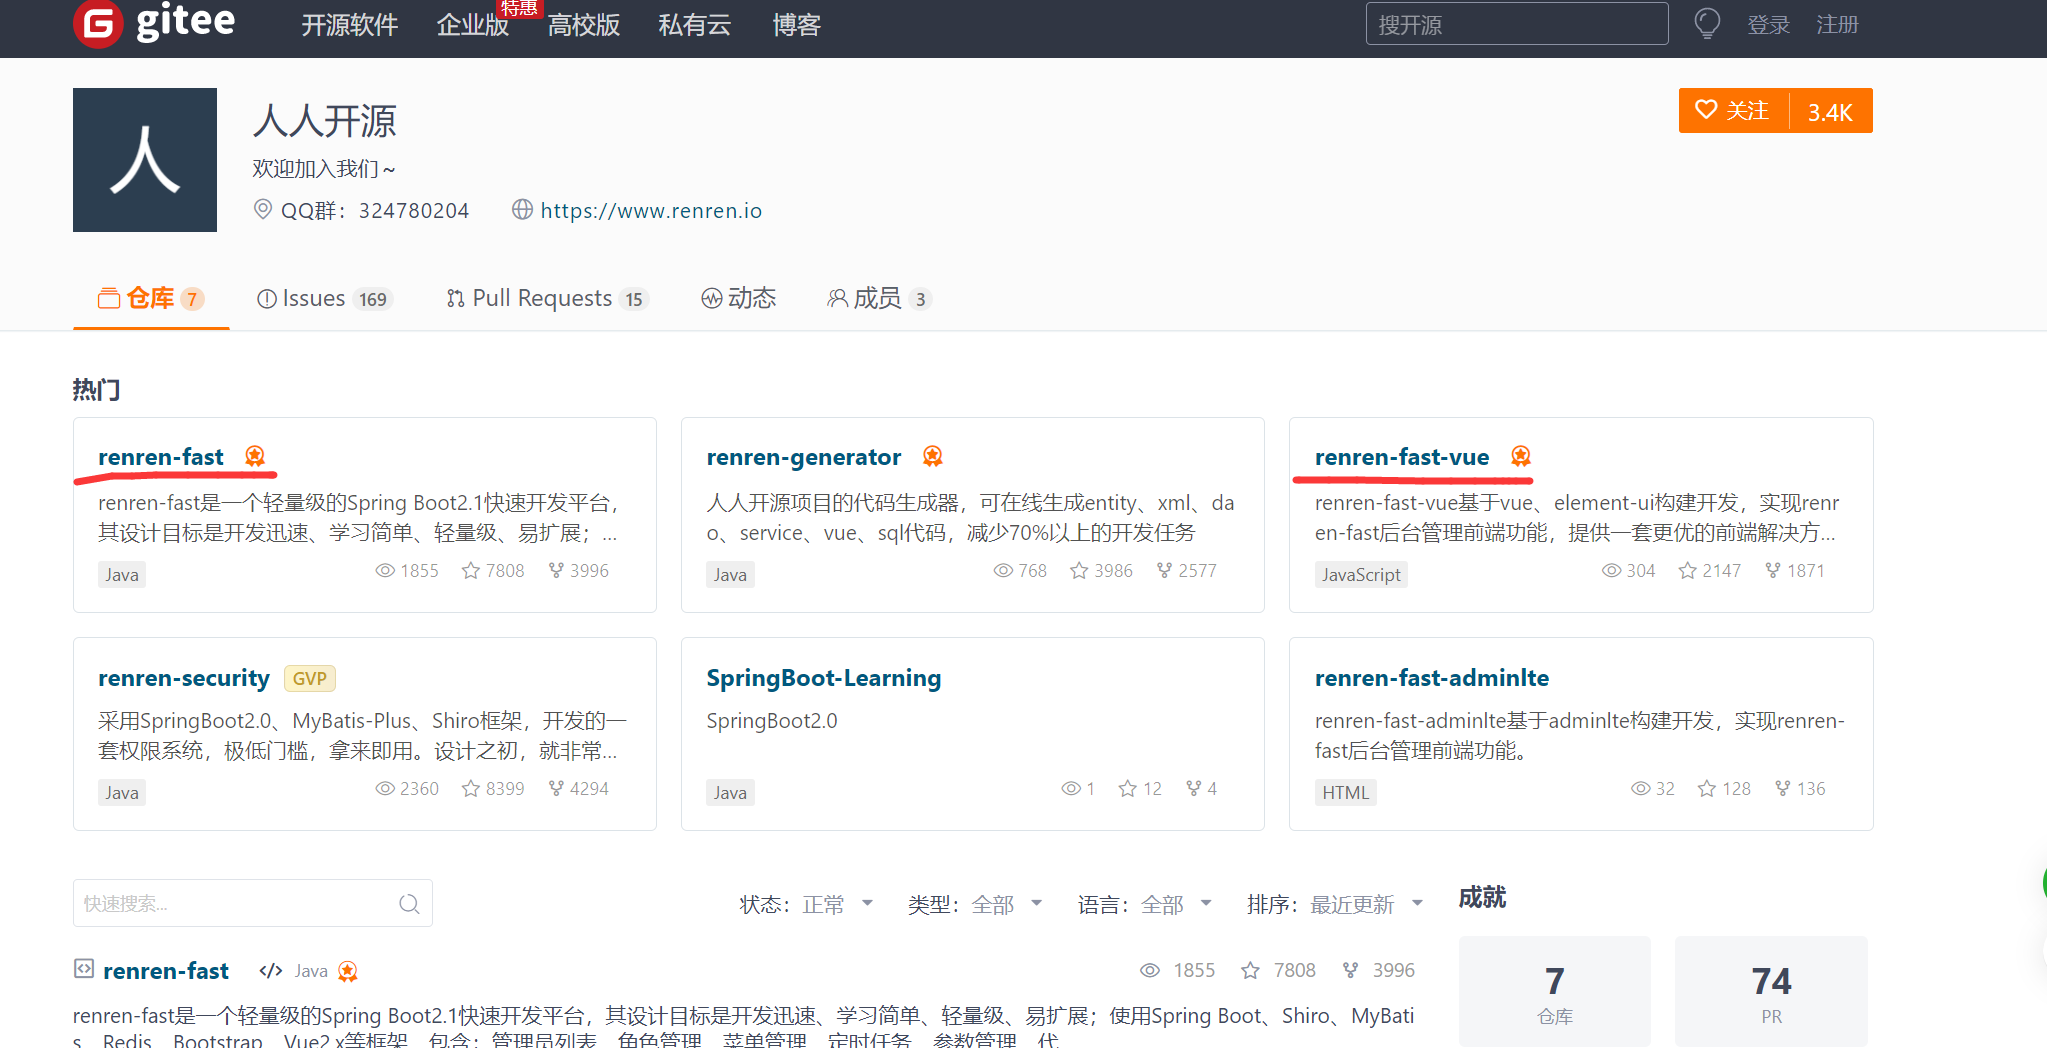 gitee 开源软件 企业版 特惠 高校版 私有云 博客 搜开源 登录 注册
人
人人开源
关注 3.4K
欢迎加入我们～
QQ群：324780204 https://www.renren.io
仓库 7 Issues 169 Pull Requests 15 动态 成员 3
热门
renren-fast
renren-fast是一个轻量级的Spring Boot2.1快速开发平台，
其设计目标是开发迅速、学习简单、轻量级、易扩展；...
Java 1855 7808 3996
renren-generator
人人开源项目的代码生成器，可在线生成entity、xml、da
o、service、vue、sql代码，减少70%以上的开发任务
Java 768 3986 2577
renren-fast-vue
renren-fast-vue基于vue、element-ui构建开发，实现renr
en-fast后台管理前端功能，提供一套更优的前端解决方...
JavaScript 304 2147 1871
renren-security GVP
采用SpringBoot2.0、MyBatis-Plus、Shiro框架，开发的一
套权限系统，极低门槛，拿来即用。设计之初，就非常...
Java 2360 8399 4294
SpringBoot-Learning
SpringBoot2.0
Java 1 12 4
renren-fast-adminlte
renren-fast-adminlte基于adminlte构建开发，实现renren-
fast后台管理前端功能。
HTML 32 128 136
快速搜索... 状态：正常 类型：全部 语言：全部 排序：最近更新
renren-fast </> Java 1855 7808 3996
renren-fast是一个轻量级的Spring Boot2.1快速开发平台，其设计目标是开发迅速、学习简单、轻量级、易扩展；使用Spring Boot、Shiro、MyBati
s、Redis、Bootstrap、Vue2.x等框架，包含：管理员列表、角色管理、菜单管理、定时任务、参数管理、代
成就
7
仓库
74
PR